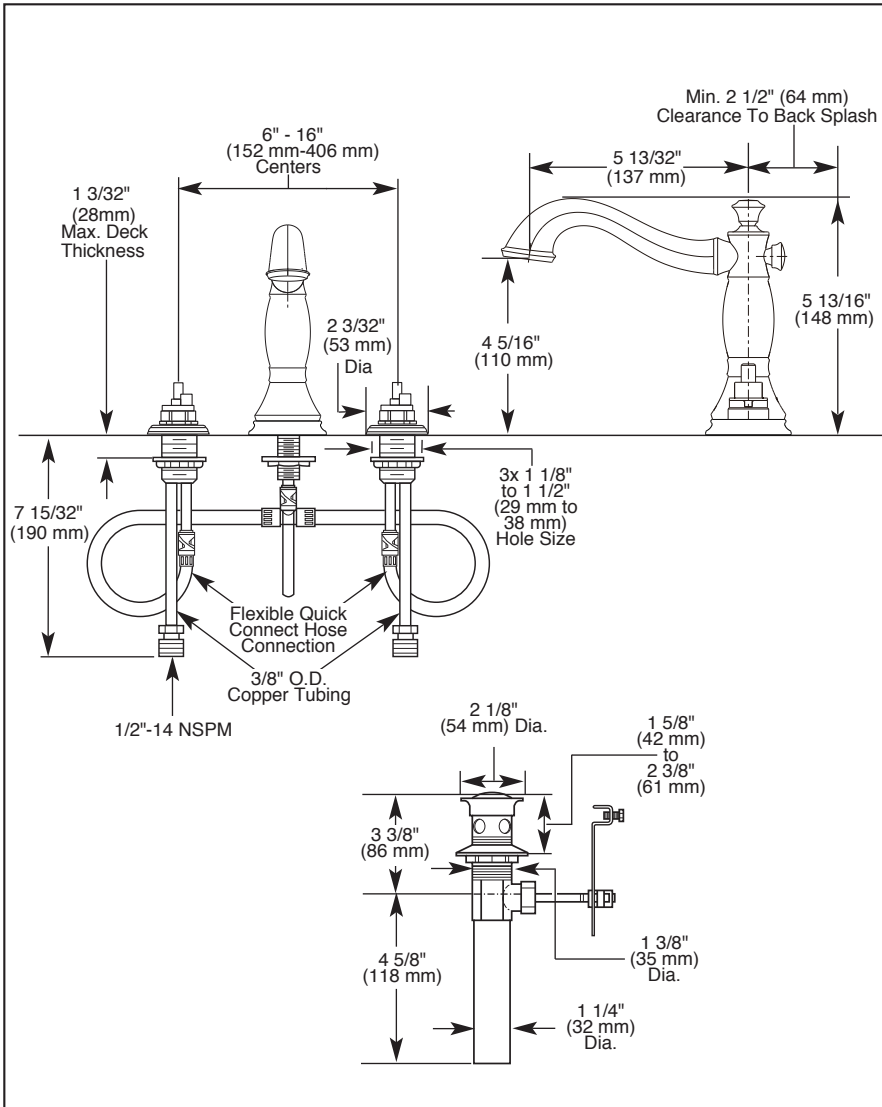 Min. 2 1/2" (64 mm)
Clearance To Back Splash
6" - 16"
(152 mm-406 mm)
Centers
5 13/32"
(137 mm)
1 3/32"
(28mm)
Max. Deck
Thickness
2 3/32"
(53 mm)
Dia
4 5/16"
(110 mm)
5 13/16"
(148 mm)
7 15/32"
(190 mm)
3x 1 1/8"
to 1 1/2"
(29 mm to
38 mm)
Hole Size
Flexible Quick
Connect Hose
Connection
3/8" O.D.
Copper Tubing
1/2"-14 NSPM
2 1/8"
(54 mm) Dia.
1 5/8"
(42 mm)
to
2 3/8"
(61 mm)
3 3/8"
(86 mm)
4 5/8"
(118 mm)
1 3/8"
(35 mm)
Dia.
1 1/4"
(32 mm)
Dia.